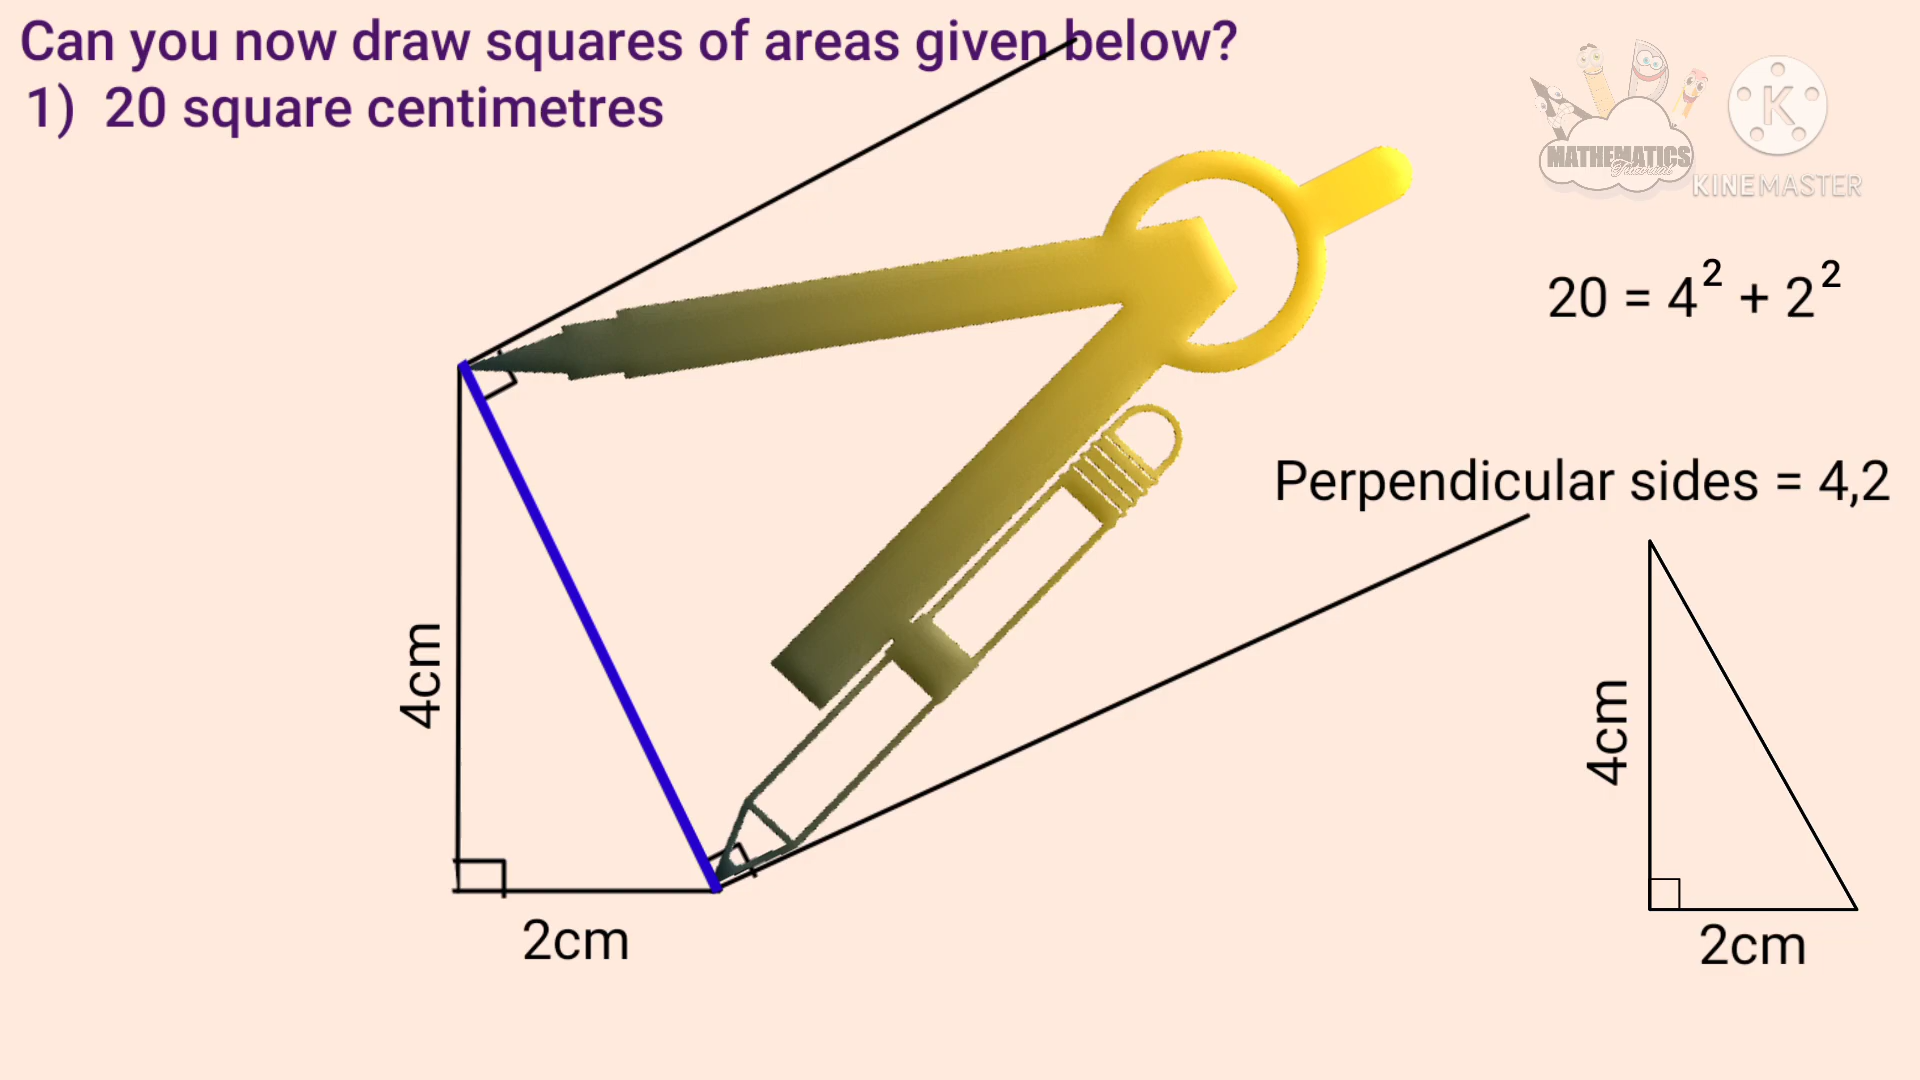 Can you now draw squares of areas given below?
1) 20 square centimetres
MATHEMATICS
Tutorial
K
KINEMASTER
20 = 4² + 2²
Perpendicular sides = 4,2
4cm
2cm
4cm
2cm